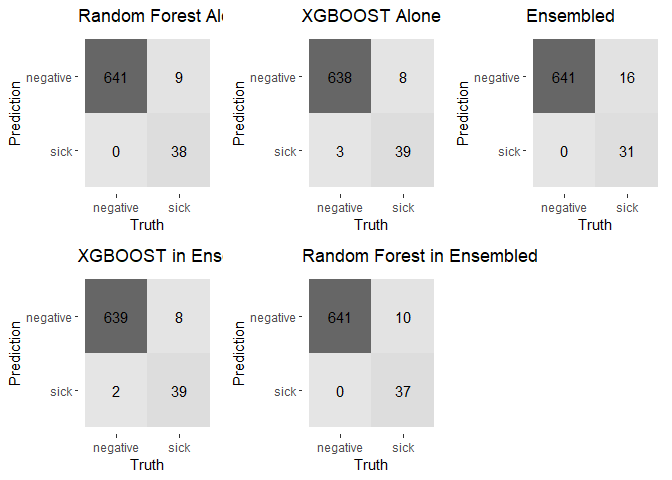 Random Forest Al
XGBOOST Alone
Ensembled
Prediction
negative
641
9
sick
0
38
negative
sick
Truth
Prediction
negative
638
8
sick
3
39
negative
sick
Truth
Prediction
negative
641
16
sick
0
31
negative
sick
Truth
XGBOOST in Ens
Random Forest in Ensembled
Prediction
negative
639
8
sick
2
39
negative
sick
Truth
Prediction
negative
641
10
sick
0
37
negative
sick
Truth